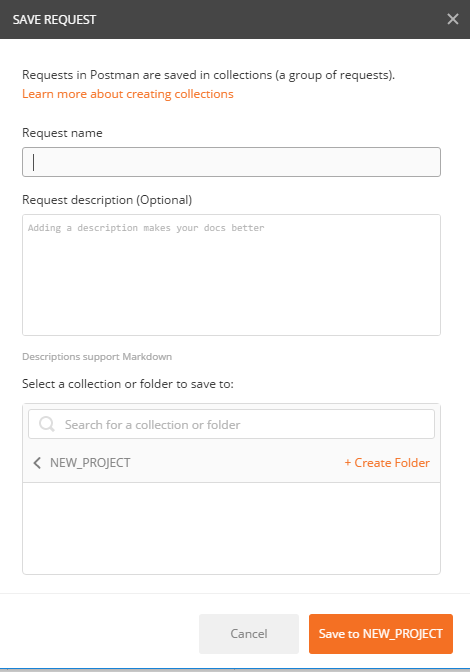 SAVE REQUEST
Requests in Postman are saved in collections (a group of requests).
Learn more about creating collections
Request name
Request description (Optional)
Adding a description makes your docs better
Descriptions support Markdown
Select a collection or folder to save to:
Search for a collection or folder
NEW_PROJECT + Create Folder
Cancel Save to NEW_PROJECT